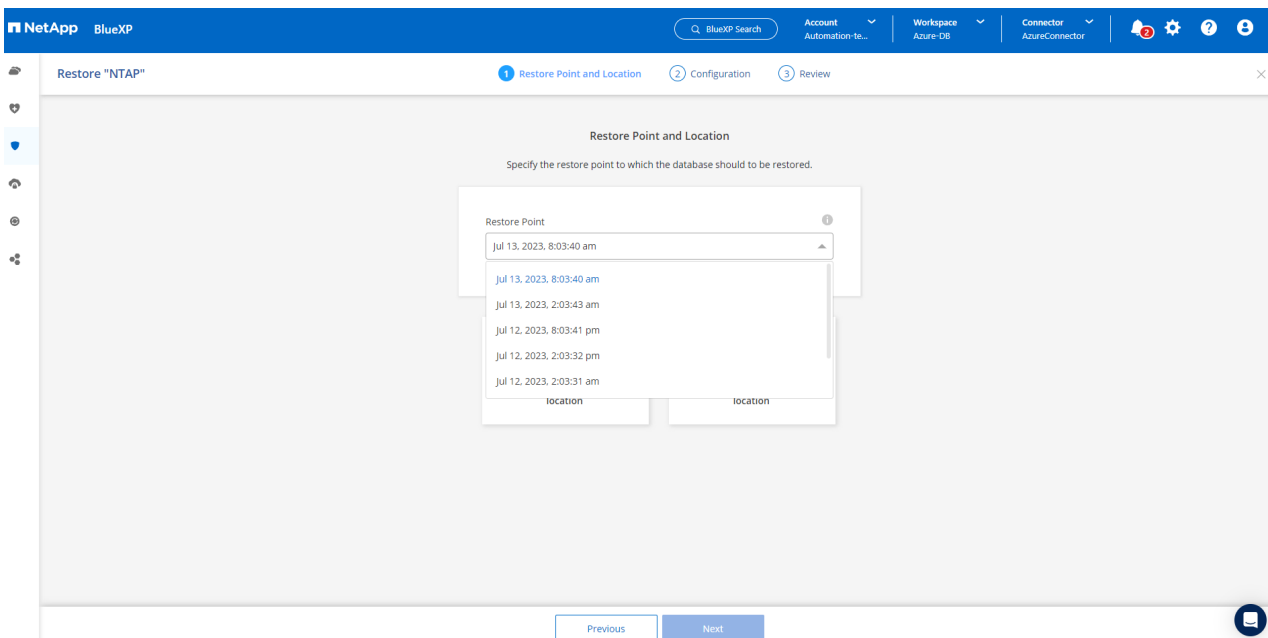 NetApp BlueXP
BlueXP Search
Account
Automation-te...
Workspace
Azure-DB
Connector
AzureConnector
2
Restore "NTAP"
1 Restore Point and Location
2 Configuration
3 Review
Restore Point and Location
Specify the restore point to which the database should to be restored.
Restore Point
Jul 13, 2023, 8:03:40 am
Jul 13, 2023, 8:03:40 am
Jul 13, 2023, 2:03:43 am
Jul 12, 2023, 8:03:41 pm
Jul 12, 2023, 2:03:32 pm
Jul 12, 2023, 2:03:31 am
location
location
Previous
Next